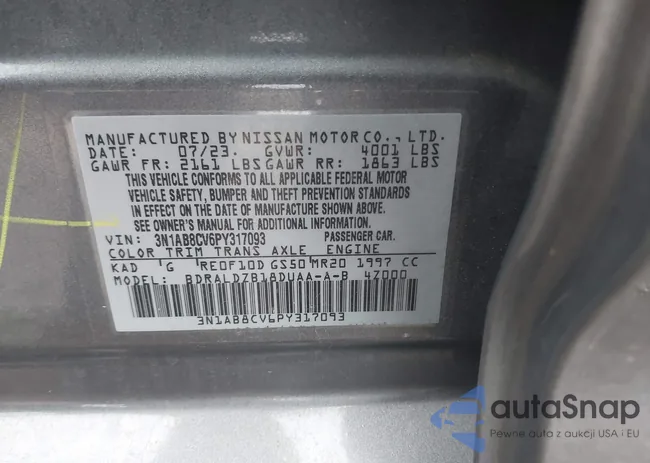 MANUFACTURED BY NISSAN MOTOR CO., LTD.
DATE: 07/23. GVWR: 4001 LBS
GAWR FR: 2161 LBS GAWR RR: 1863 LBS
THIS VEHICLE CONFORMS TO ALL APPLICABLE FEDERAL MOTOR
VEHICLE SAFETY, BUMPER AND THEFT PREVENTION STANDARDS
IN EFFECT ON THE DATE OF MANUFACTURE SHOWN ABOVE.
SEE OWNER'S MANUAL FOR ADDITIONAL INFORMATION.
VIN: 3N1AB8CV6PY317093 PASSENGER CAR.
COLOR TRIM TRANS AXLE ENGINE
KAD G RE0F10D GS50 MR20 1997 CC
MODEL: BDRALDZB18DUAA-A-B 4Z000
3N1AB8CV6PY317093
autaSnap
Pewne auta z aukcji USA i EU